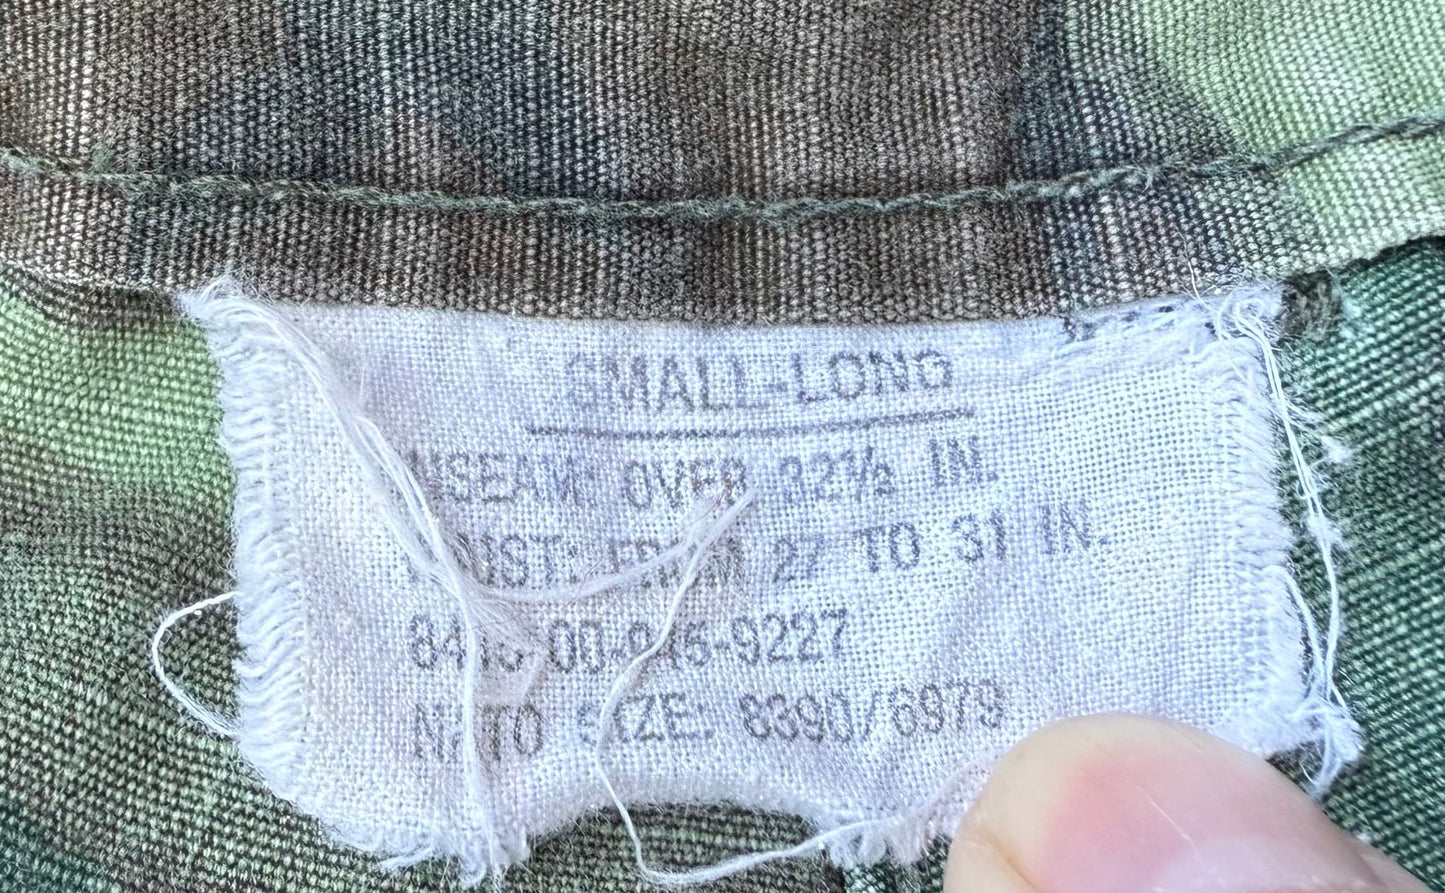 SMALL-LONG
INSEAM: OVER 32½ IN.
WAIST: FROM 27 TO 31 IN.
8415-00-945-9227
NATO SIZE: 8390/6979